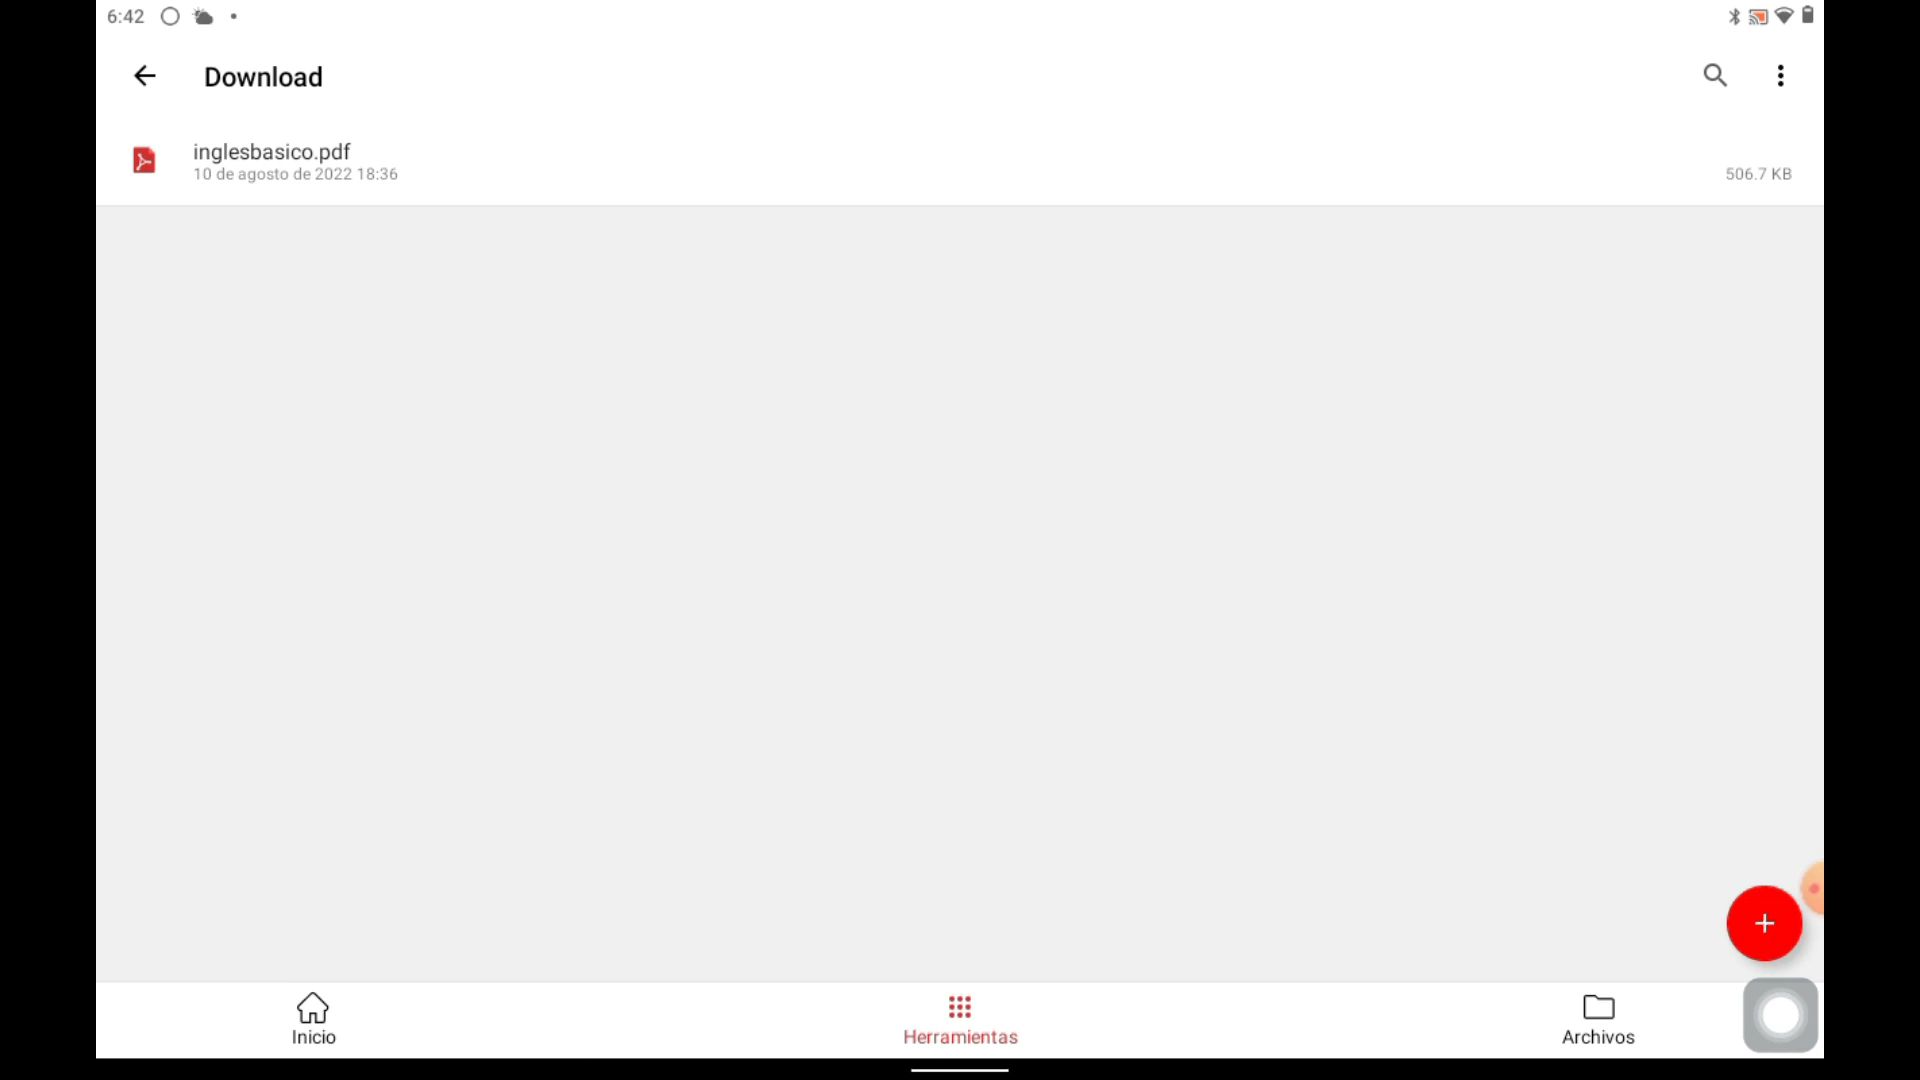 6:42
Download
inglesbasico.pdf
10 de agosto de 2022 18:36
506.7 KB
Inicio
Herramientas
Archivos